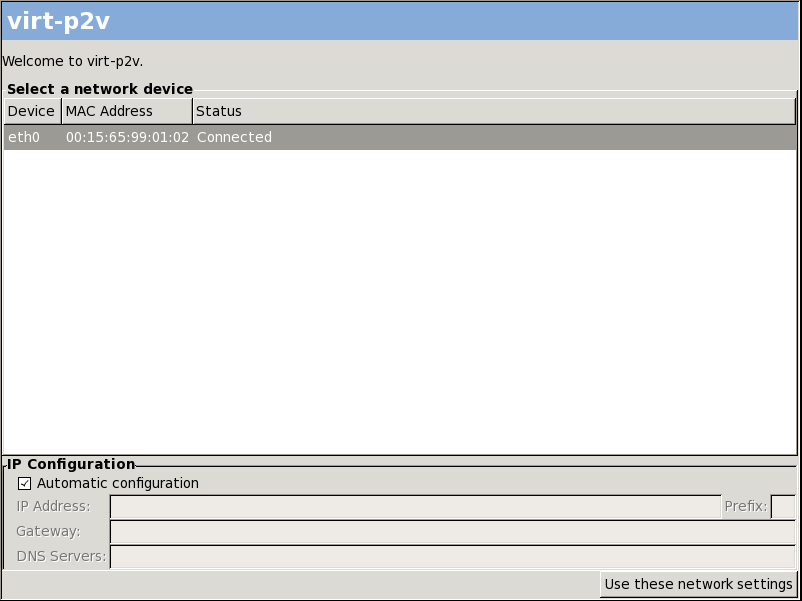 virt-p2v
Welcome to virt-p2v.
Select a network device
Device MAC Address Status
eth0 00:15:65:99:01:02 Connected
IP Configuration
Automatic configuration
IP Address: Prefix:
Gateway:
DNS Servers:
Use these network settings